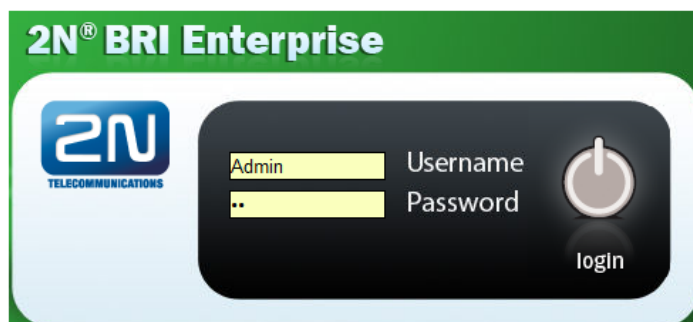 2N® BRI Enterprise
2N
TELECOMMUNICATIONS
Admin
Username
••
Password
login